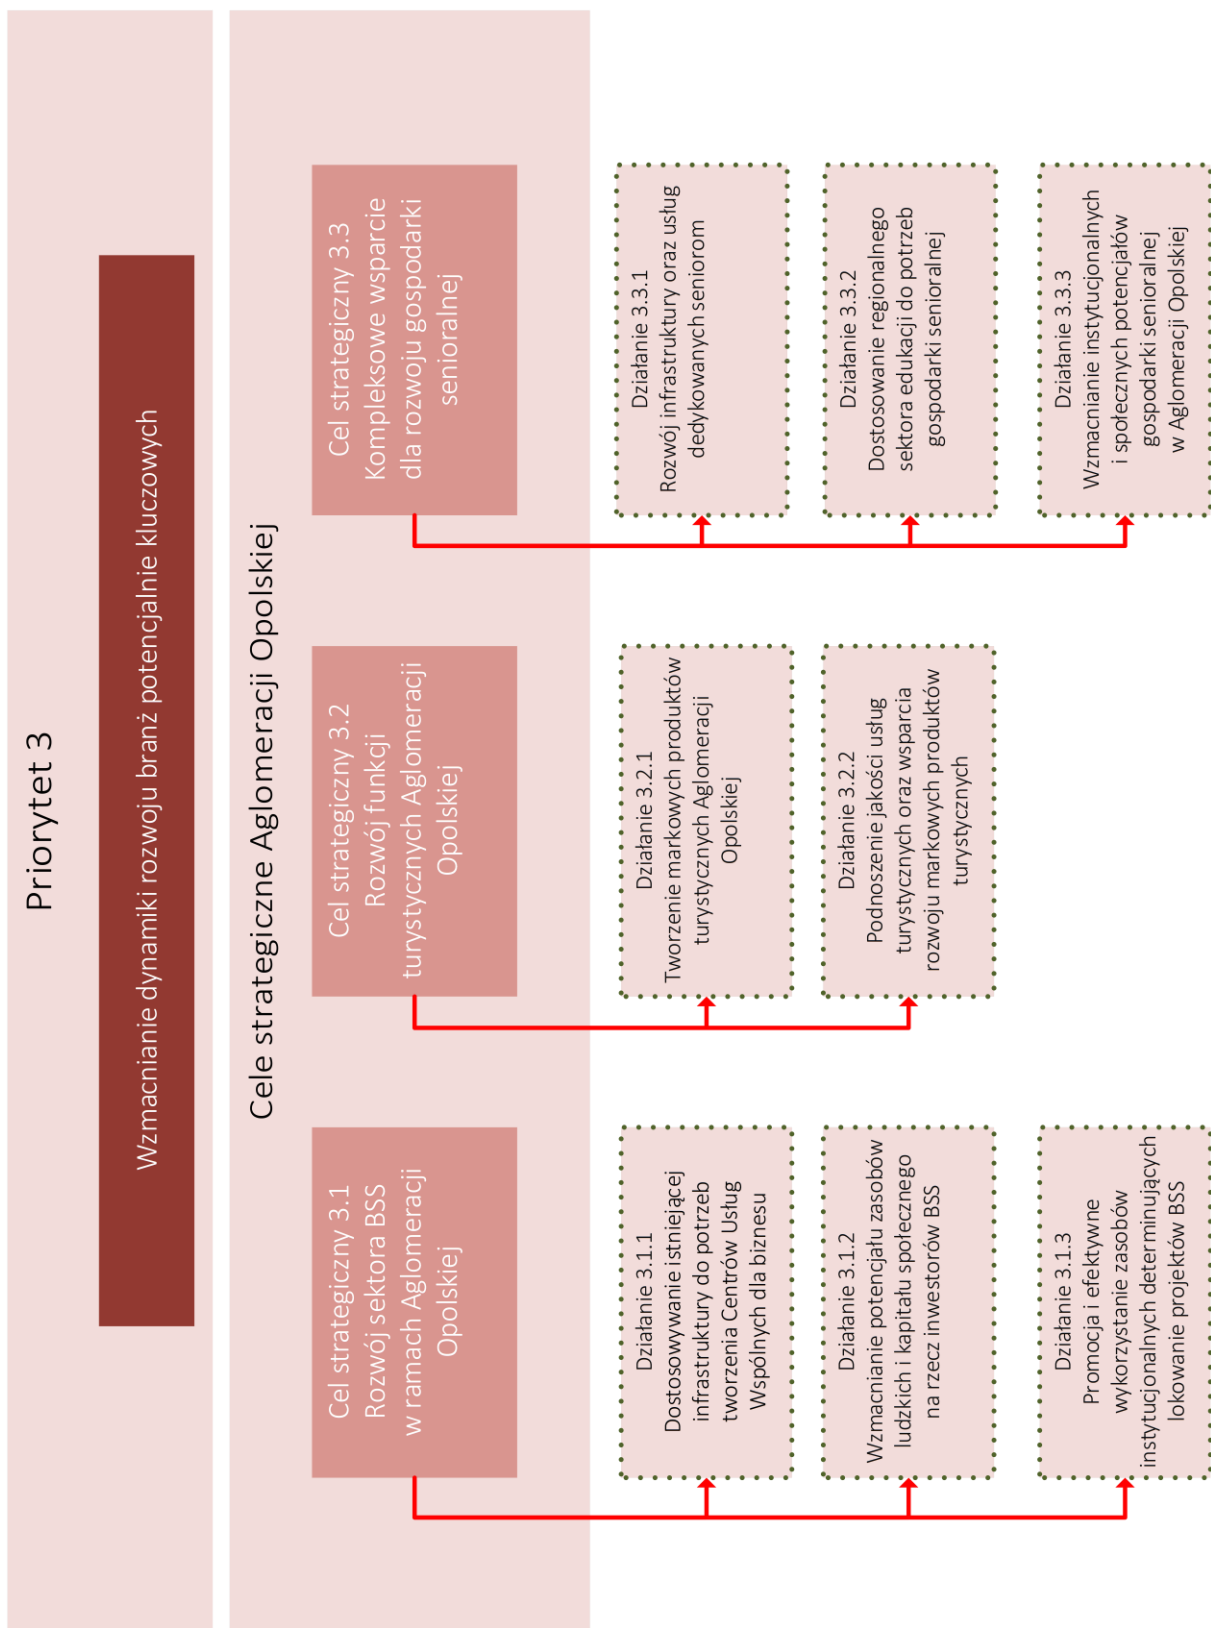 Priorytet 3
Wzmacnianie dynamiki rozwoju branż potencjalnie kluczowych
Cele strategiczne Aglomeracji Opolskiej
Cel strategiczny 3.1
Rozwój sektora BSS
w ramach Aglomeracji
Opolskiej
Działanie 3.1.1
Dostosowywanie istniejącej
infrastruktury do potrzeb
tworzenia Centrów Usług
Wspólnych dla biznesu
Działanie 3.1.2
Wzmacnianie potencjału zasobów
ludzkich i kapitału społecznego
na rzecz inwestorów BSS
Działanie 3.1.3
Promocja i efektywne
wykorzystanie zasobów
instytucjonalnych determinujących
lokowanie projektów BSS
Cel strategiczny 3.2
Rozwój funkcji
turystycznych Aglomeracji
Opolskiej
Działanie 3.2.1
Tworzenie markowych produktów
turystycznych Aglomeracji
Opolskiej
Działanie 3.2.2
Podnoszenie jakości usług
turystycznych oraz wsparcia
rozwoju markowych produktów
turystycznych
Cel strategiczny 3.3
Kompleksowe wsparcie
dla rozwoju gospodarki
senioralnej
Działanie 3.3.1
Rozwój infrastruktury oraz usług
dedykowanych seniorom
Działanie 3.3.2
Dostosowanie regionalnego
sektora edukacji do potrzeb
gospodarki senioralnej
Działanie 3.3.3
Wzmacnianie instytucjonalnych
i społecznych potencjałów
gospodarki senioralnej
w Aglomeracji Opolskiej